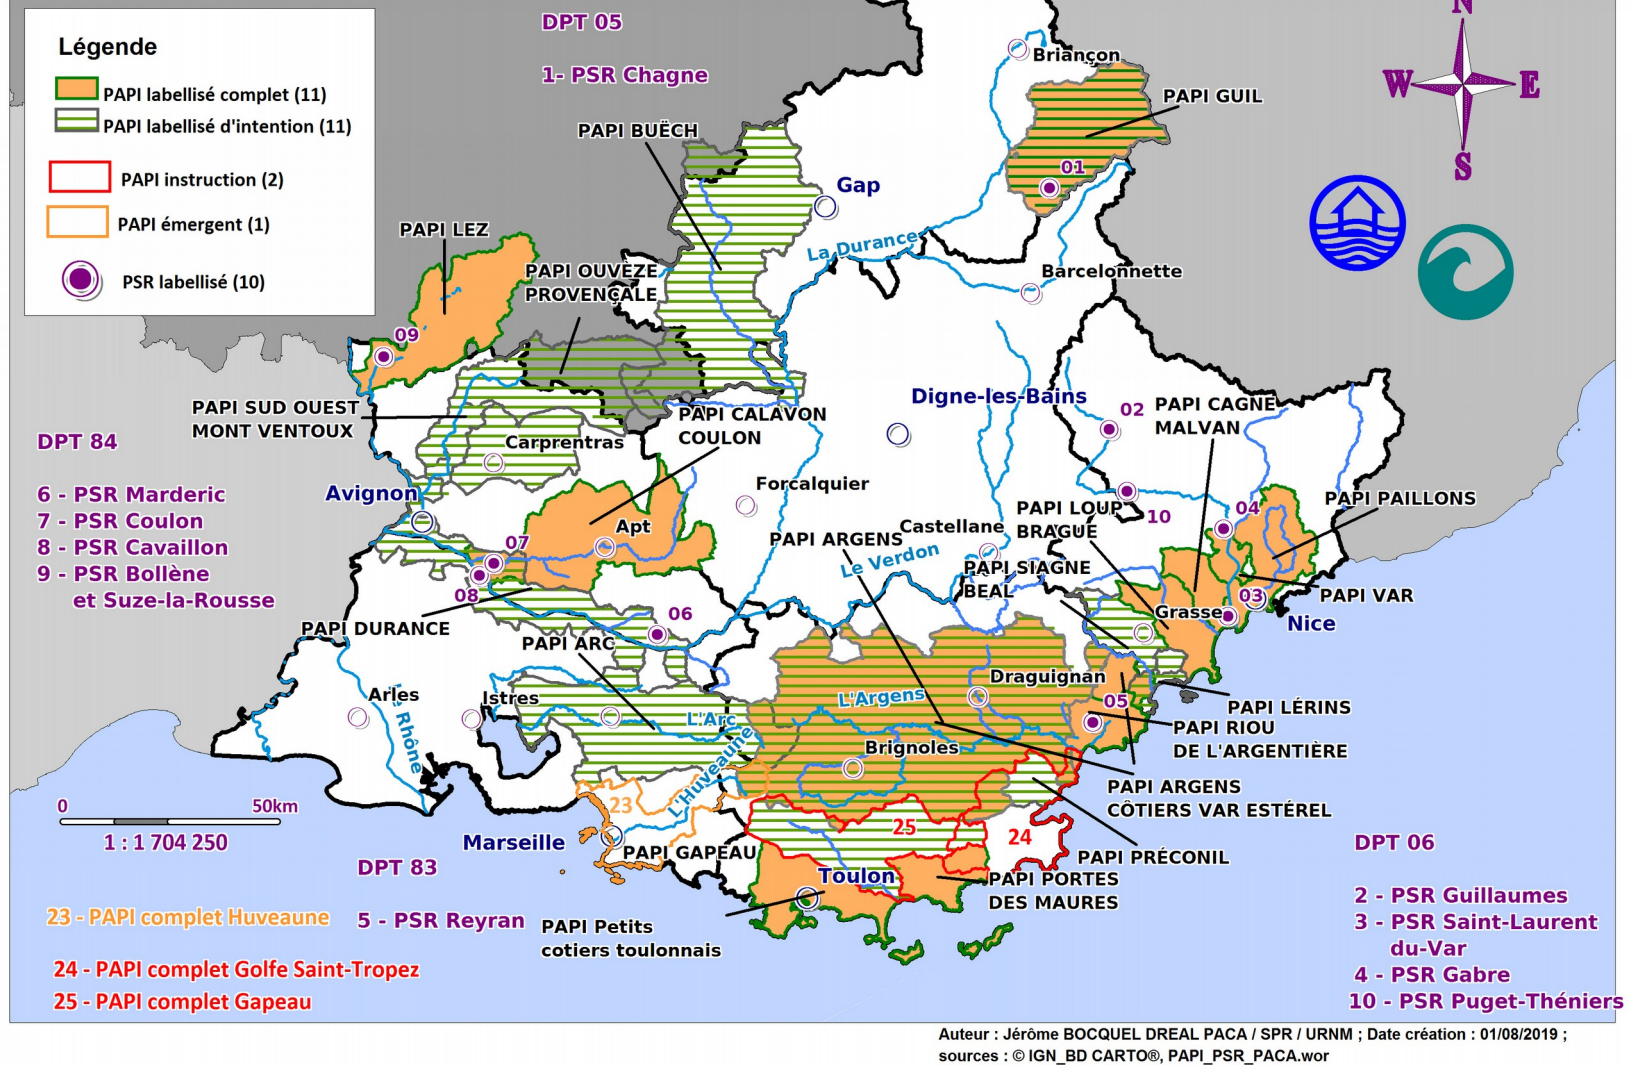 Légende
PAPI labellisé complet (11)
PAPI labellisé d'intention (11)
PAPI instruction (2)
PAPI émergent (1)
PSR labellisé (10)
DPT 05
1- PSR Chagne
N
W
E
S
Briançon
PAPI GUIL
PAPI BUËCH
01
Gap
PAPI LEZ
La Durance
PAPI OUVÈZE
PROVENÇALE
Barcelonnette
09
Digne-les-Bains
PAPI SUD OUEST
MONT VENTOUX
PAPI CALAVON
COULON
02
PAPI CAGNE
MALVAN
DPT 84
Carprentras
6 - PSR Marderic
7 - PSR Coulon
8 - PSR Cavaillon
9 - PSR Bollène
et Suze-la-Rousse
Avignon
Forcalquier
PAPI PAILLONS
PAPI LOUP
BRAGUE
10
04
Apt
Castellane
PAPI ARGENS
07
Le Verdon
PAPI SIAGNE
BEAL
08
03
PAPI VAR
06
Grasse
Nice
PAPI DURANCE
PAPI ARC
Arles
Istres
Le Rhône
Draguignan
L'Argens
05
PAPI LÉRINS
L'Arc
PAPI RIOU
DE L'ARGENTIÈRE
Brignoles
L'Huveaune
PAPI ARGENS
CÔTIERS VAR ESTÉREL
0
50km
1 : 1 704 250
23
25
24
Marseille
PAPI GAPEAU
PAPI PRÉCONIL
DPT 06
DPT 83
Toulon
PAPI PORTES
DES MAURES
2 - PSR Guillaumes
3 - PSR Saint-Laurent
du-Var
4 - PSR Gabre
10 - PSR Puget-Théniers
23 - PAPI complet Huveaune
5 - PSR Reyran
PAPI Petits
cotiers toulonnais
24 - PAPI complet Golfe Saint-Tropez
25 - PAPI complet Gapeau
Auteur : Jérôme BOCQUEL DREAL PACA / SPR / URNM ; Date création : 01/08/2019 ;
sources : © IGN_BD CARTO®, PAPI_PSR_PACA.wor